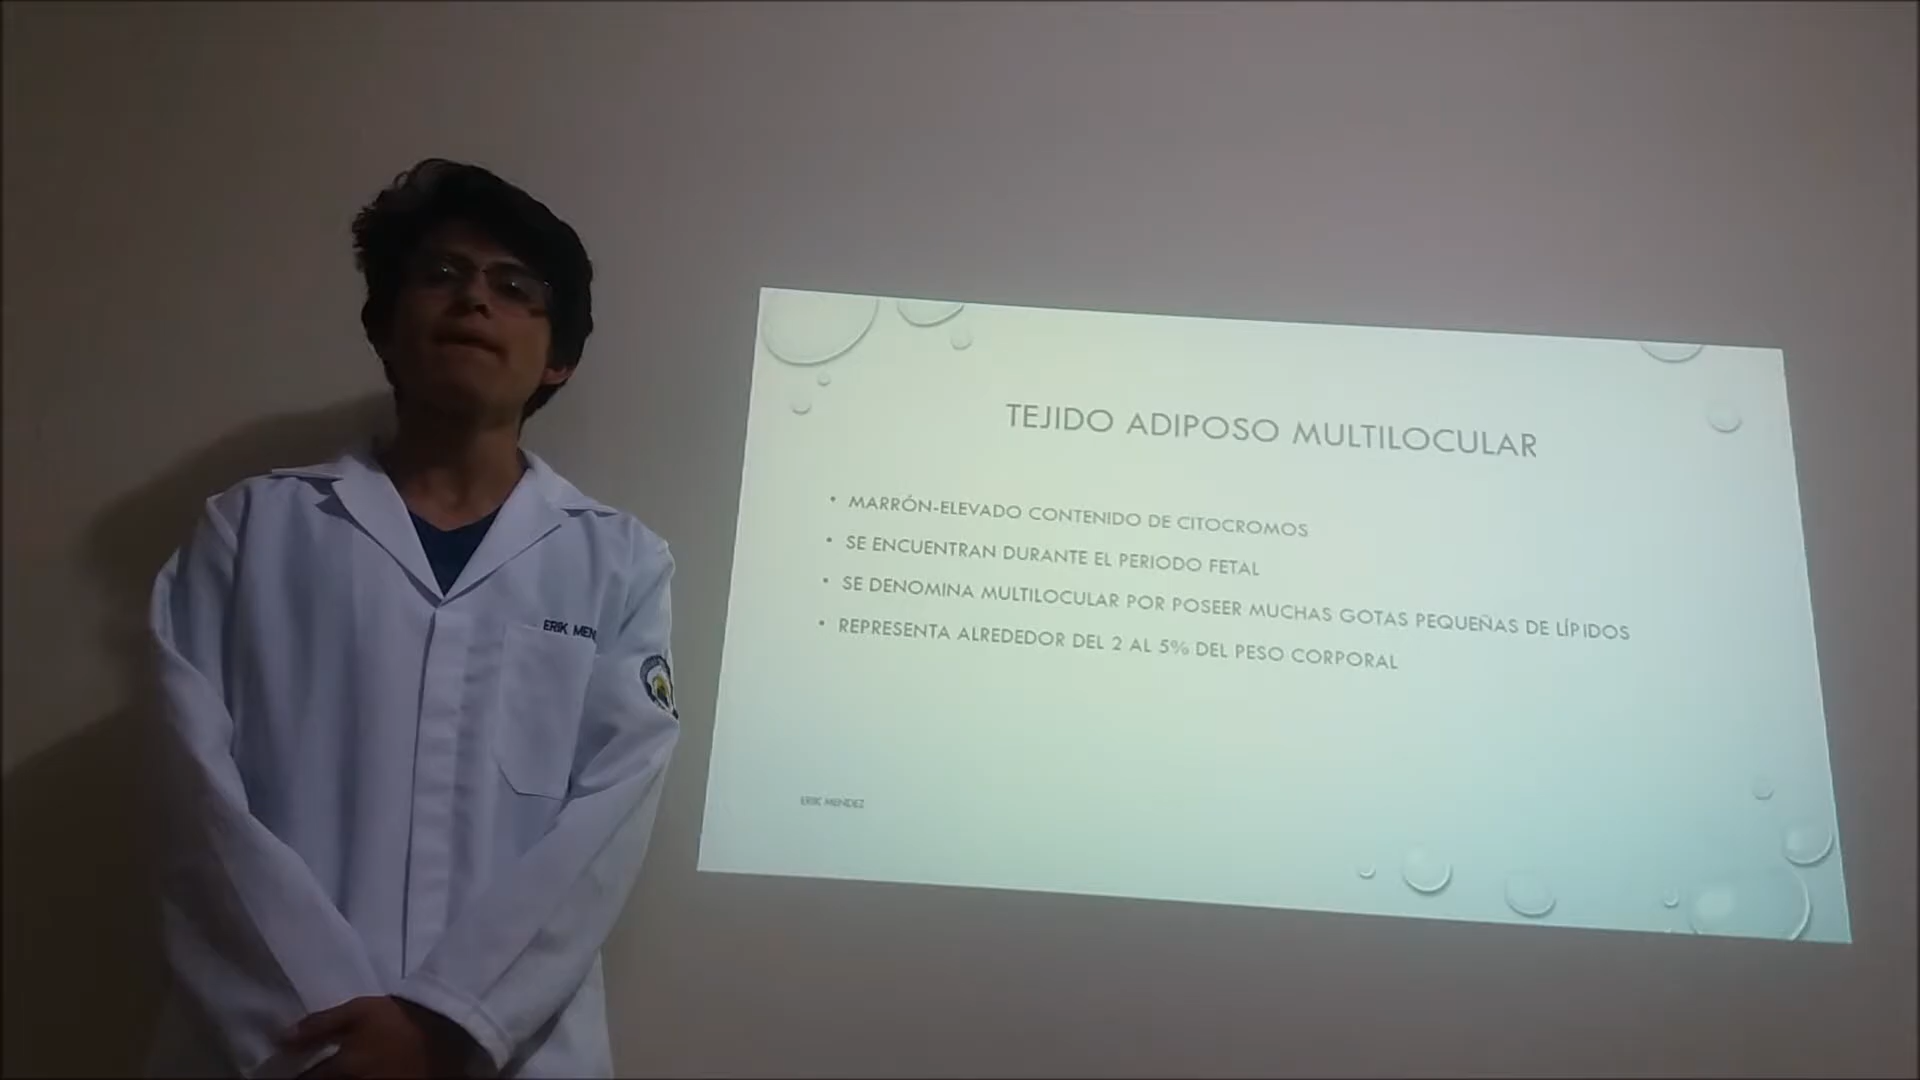 TEJIDO ADIPOSO MULTILOCULAR
• MARRÓN-ELEVADO CONTENIDO DE CITOCROMOS
• SE ENCUENTRAN DURANTE EL PERIODO FETAL
• SE DENOMINA MULTILOCULAR POR POSEER MUCHAS GOTAS PEQUEÑAS DE LÍPIDOS
• REPRESENTA ALREDEDOR DEL 2 AL 5% DEL PESO CORPORAL
ERIK MENDEZ
ERIK MEN